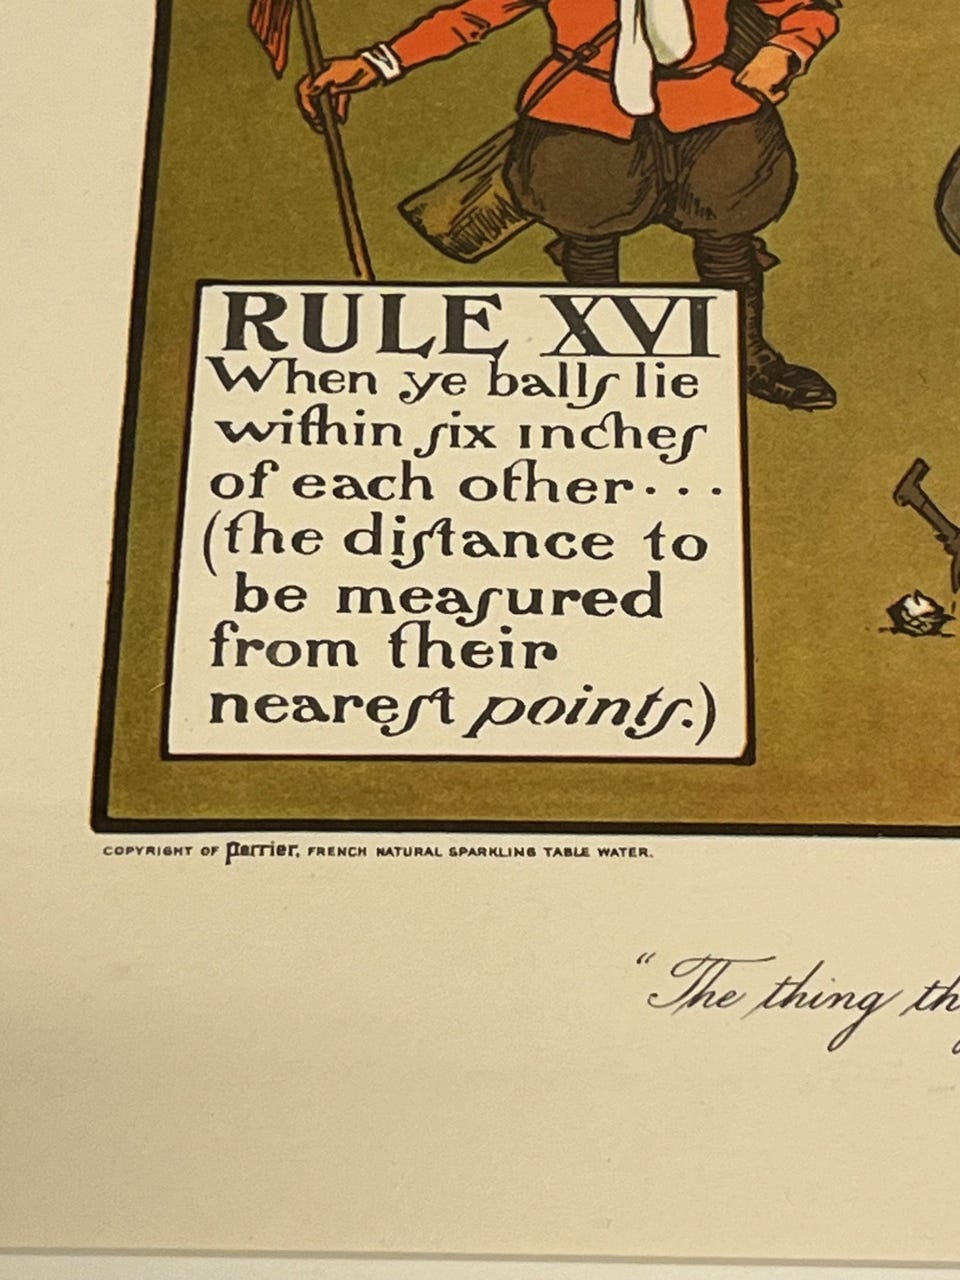 RULE XVI
When ye balls lie
within six inches
of each other...
(the distance to
be measured
from their
nearest points.)
COPYRIGHT OF Perrier, FRENCH NATURAL SPARKLING TABLE WATER.
"The thing th